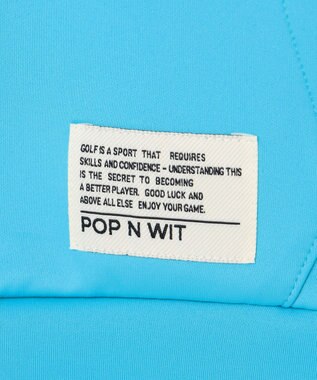 GOLF IS A SPORT THAT REQUIRES
SKILLS AND CONFIDENCE - UNDERSTANDING THIS
IS THE SECRET TO BECOMING
A BETTER PLAYER. GOOD LUCK AND
ABOVE ALL ELSE ENJOY YOUR GAME.
POP N WIT